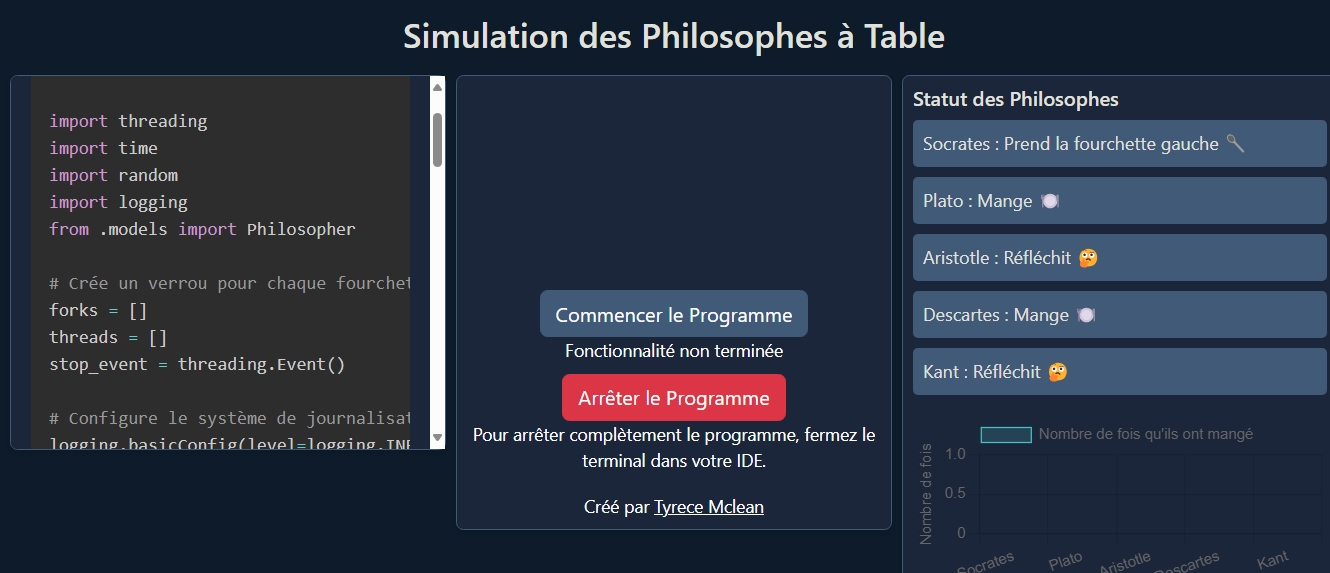 Simulation des Philosophes à Table
import threading
import time
import random
import logging
from .models import Philosopher
# Crée un verrou pour chaque fourchet
forks = []
threads = []
stop_event = threading.Event()
# Configure le système de journalisat
logging.basicConfig(level=logging.INF
Commencer le Programme
Fonctionnalité non terminée
Arrêter le Programme
Pour arrêter complètement le programme, fermez le
terminal dans votre IDE.
Créé par Tyrece Mclean
Statut des Philosophes
Socrates : Prend la fourchette gauche 🥄
Plato : Mange 🍽️
Aristotle : Réfléchit 🤔
Descartes : Mange 🍽️
Kant : Réfléchit 🤔
Nombre de fois qu'ils ont mangé
Nombre de fois
1.0
0.5
0
Socrates
Plato
Aristotle
Descartes
Kant